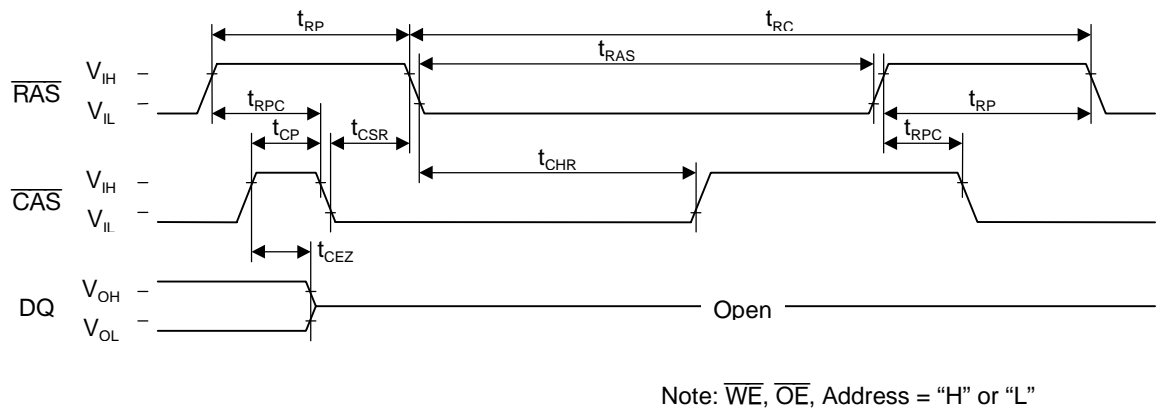 tRP
tRC
tRAS
RAS
VIH
VIL
tRPC
tRP
tCP
tCSR
tRPC
tCHR
CAS
VIH
VIL
tCEZ
DQ
VOH
VOL
Open
Note: WE, OE, Address = “H” or “L”